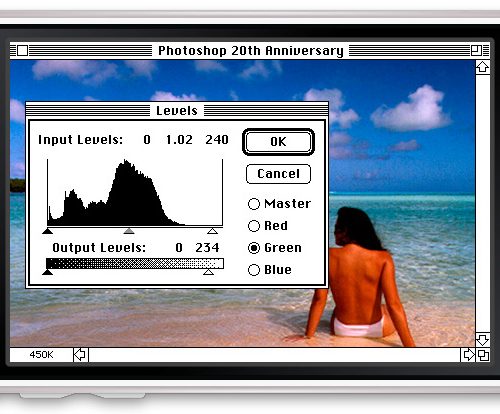 Photoshop 20th Anniversary
Levels
Input Levels: 0 1.02 240
OK
Cancel
Master
Red
Output Levels: 0 234
Green
Blue
450K